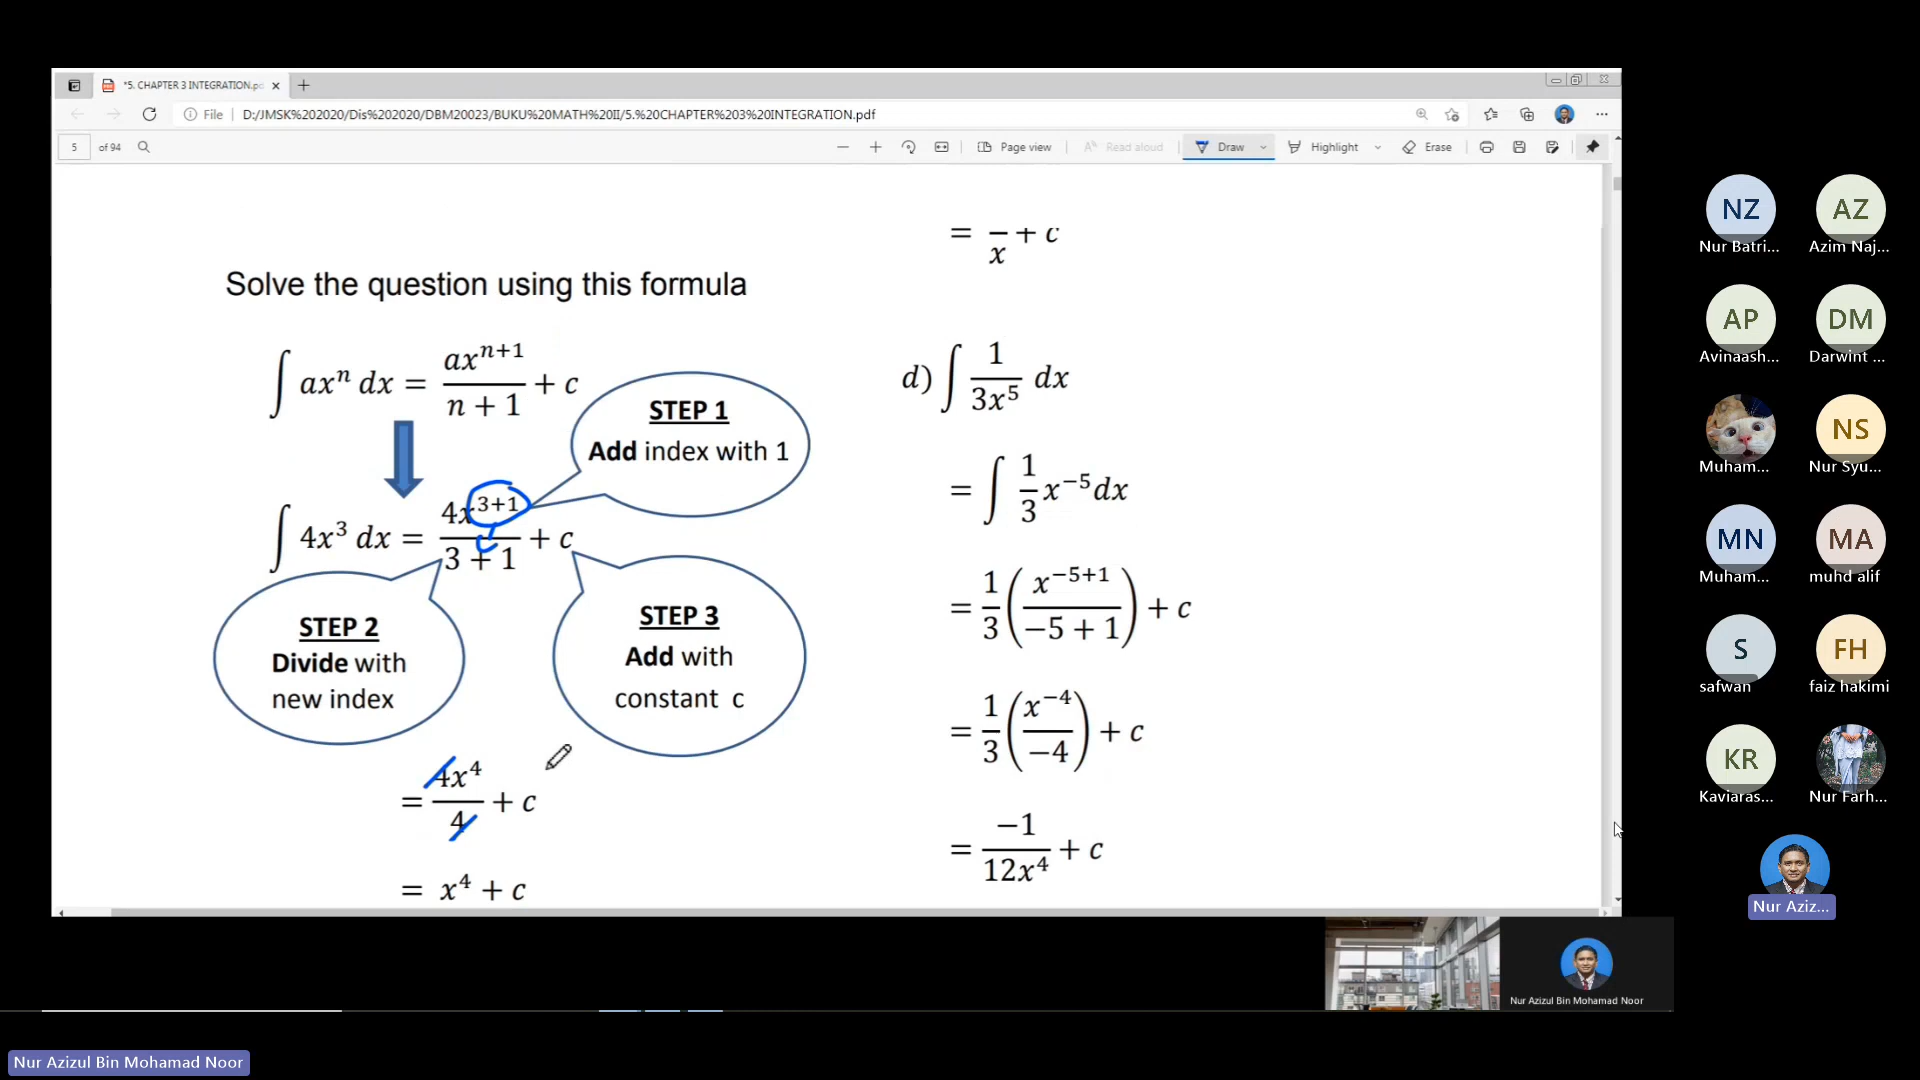 *5. CHAPTER 3 INTEGRATION.pd
File | D:/JMSK%202020/Dis%202020/DBM20023/BUKU%20MATH%20II/5.%20CHAPTER%203%20INTEGRATION.pdf
5 of 94
Page view
Read aloud
Draw
Highlight
Erase
Solve the question using this formula
∫ axⁿ dx = axⁿ⁺¹/(n + 1) + c
STEP 1
Add index with 1
∫ 4x³ dx = 4x³⁺¹/(3 + 1) + c
STEP 2
Divide with
new index
STEP 3
Add with
constant c
= 4x⁴/4 + c
= x⁴ + c
= —/x + c
d) ∫ 1/(3x⁵) dx
= ∫ 1/3 x⁻⁵dx
= 1/3 (x⁻⁵⁺¹/(−5 + 1)) + c
= 1/3 (x⁻⁴/−4) + c
= −1/(12x⁴) + c
NZ
Nur Batri...
AZ
Azim Naj...
AP
Avinaash...
DM
Darwint ...
Muham...
NS
Nur Syu...
MN
Muham...
MA
muhd alif
S
safwan
FH
faiz hakimi
KR
Kaviaras...
Nur Farh...
Nur Aziz...
Nur Azizul Bin Mohamad Noor
Nur Azizul Bin Mohamad Noor